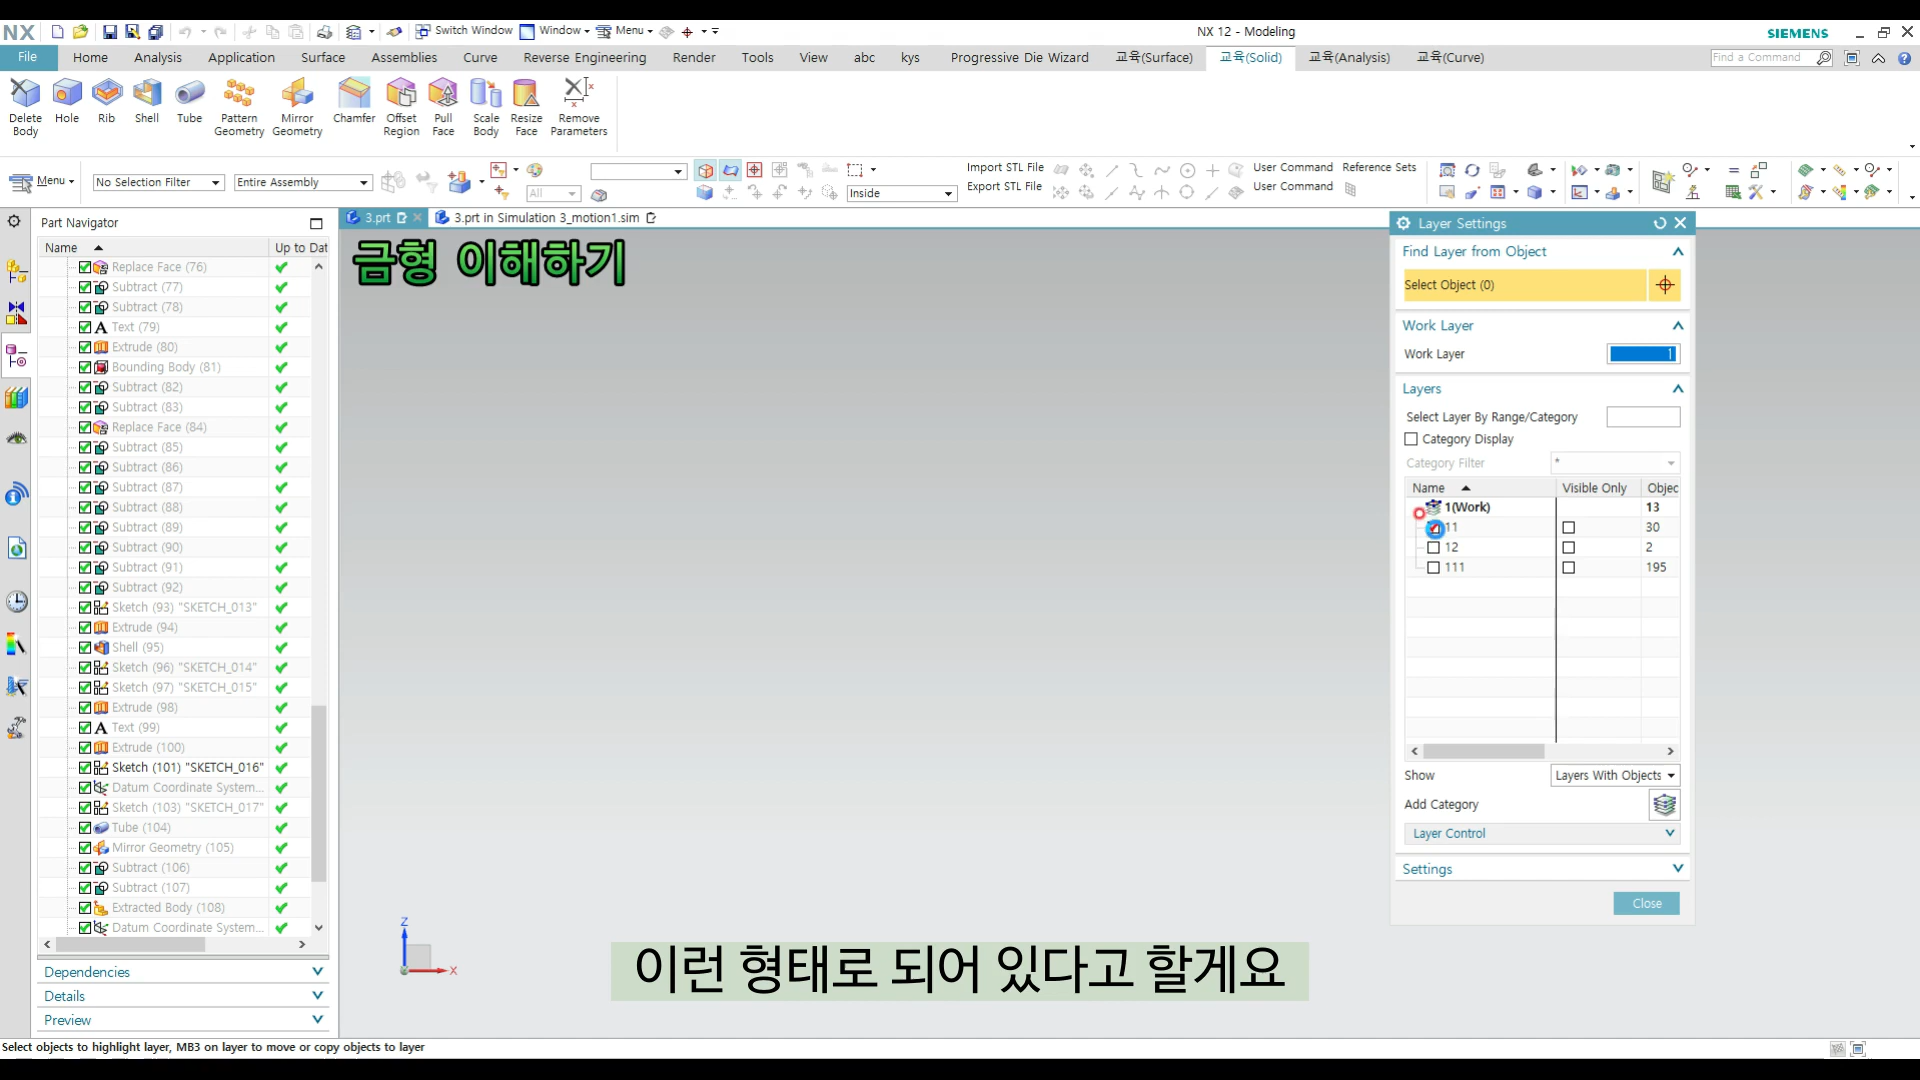 NX
Switch Window
Window
Menu
NX 12 - Modeling
SIEMENS
File
Home
Analysis
Application
Surface
Assemblies
Curve
Reverse Engineering
Render
Tools
View
abc
kys
Progressive Die Wizard
교육(Surface)
교육(Solid)
교육(Analysis)
교육(Curve)
Find a Command
Delete Body
Hole
Rib
Shell
Tube
Pattern Geometry
Mirror Geometry
Chamfer
Offset Region
Pull Face
Scale Body
Resize Face
Remove Parameters
Menu
No Selection Filter
Entire Assembly
All
Inside
Import STL File
Export STL File
User Command
Reference Sets
User Command
Part Navigator
3.prt
3.prt in Simulation 3_motion1.sim
Name
Up to Dat
Replace Face (76)
Subtract (77)
Subtract (78)
Text (79)
Extrude (80)
Bounding Body (81)
Subtract (82)
Subtract (83)
Replace Face (84)
Subtract (85)
Subtract (86)
Subtract (87)
Subtract (88)
Subtract (89)
Subtract (90)
Subtract (91)
Subtract (92)
Sketch (93) "SKETCH_013"
Extrude (94)
Shell (95)
Sketch (96) "SKETCH_014"
Sketch (97) "SKETCH_015"
Extrude (98)
Text (99)
Extrude (100)
Sketch (101) "SKETCH_016"
Datum Coordinate System...
Sketch (103) "SKETCH_017"
Tube (104)
Mirror Geometry (105)
Subtract (106)
Subtract (107)
Extracted Body (108)
Datum Coordinate System...
Dependencies
Details
Preview
금형 이해하기
Z
X
이런 형태로 되어 있다고 할게요
Layer Settings
Find Layer from Object
Select Object (0)
Work Layer
Work Layer
1
Layers
Select Layer By Range/Category
Category Display
Category Filter
*
Name
Visible Only
Objec
1(Work)
13
11
30
12
2
111
195
Show
Layers With Objects
Add Category
Layer Control
Settings
Close
Select objects to highlight layer, MB3 on layer to move or copy objects to layer